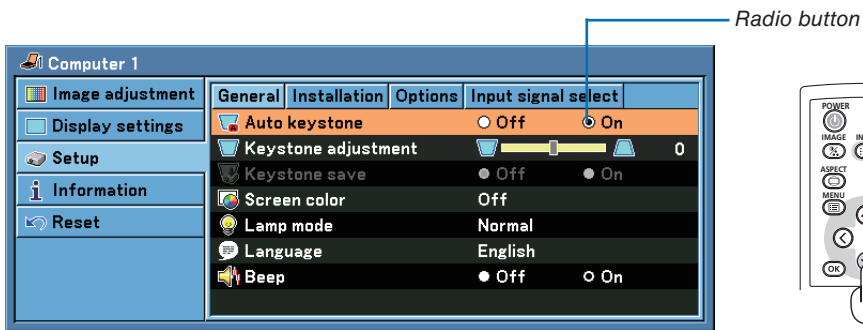 Radio button
Computer 1
Image adjustment
Display settings
Setup
Information
Reset
General Installation Options Input signal select
Auto keystone Off On
Keystone adjustment 0
Keystone save Off On
Screen color Off
Lamp mode Normal
Language English
Beep Off On
POWER
IMAGE IN
ASPECT
MENU
OK